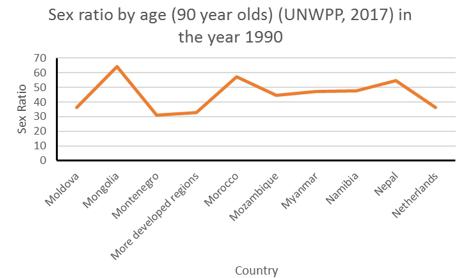 Sex ratio by age (90 year olds) (UNWPP, 2017) in
the year 1990
70
60
50
40
30
20
10
0
Sex Ratio
Moldova
Mongolia
Montenegro
More developed regions
Morocco
Mozambique
Myanmar
Namibia
Nepal
Netherlands
Country